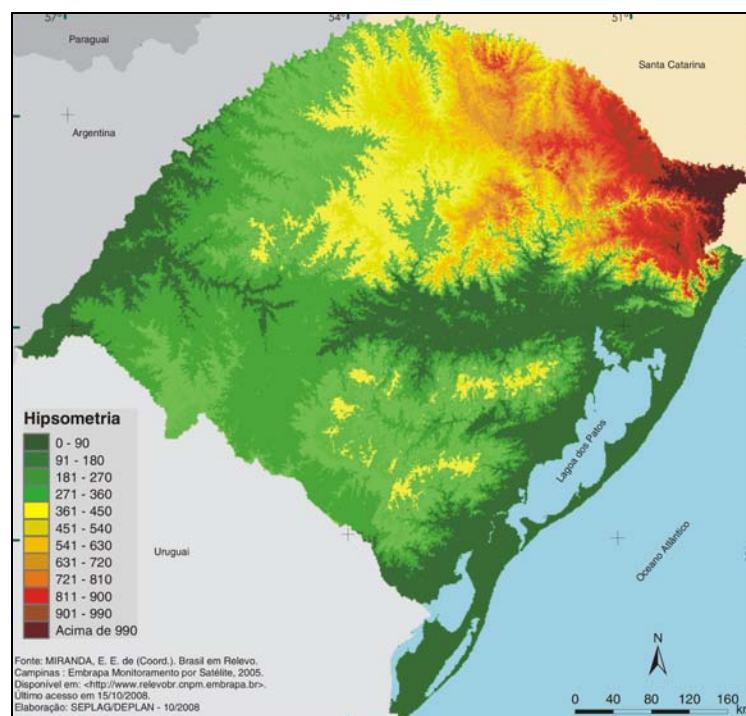 57°
54°
51°
Paraguai
Santa Catarina
Argentina
Hipsometria
0 - 90
91 - 180
181 - 270
271 - 360
361 - 450
451 - 540
541 - 630
631 - 720
721 - 810
811 - 900
901 - 990
Acima de 990
Lagoa dos Patos
Oceano Atlântico
Uruguai
N
Fonte: MIRANDA, E. E. de (Coord.). Brasil em Relevo.
Campinas : Embrapa Monitoramento por Satélite, 2005.
Disponível em: <http://www.relevobr.cnpm.embrapa.br>.
Último acesso em 15/10/2008.
Elaboração: SEPLAG/DEPLAN - 10/2008
0 40 80 120 160
km